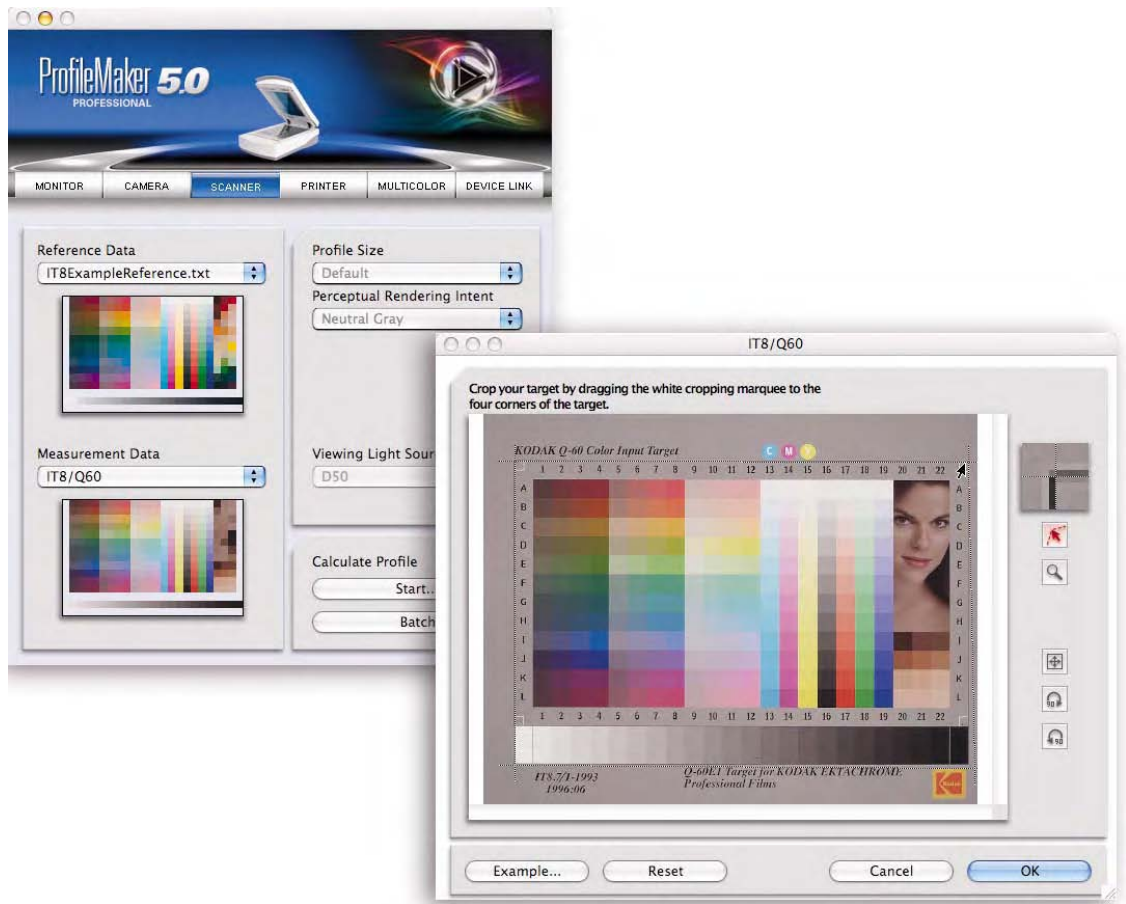 ProfileMaker 5.0
PROFESSIONAL
MONITOR CAMERA SCANNER PRINTER MULTICOLOR DEVICE LINK
Reference Data
IT8ExampleReference.txt
Measurement Data
IT8/Q60
Profile Size
Default
Perceptual Rendering Intent
Neutral Gray
Viewing Light Sour
D50
Calculate Profile
Start..
Batch
IT8/Q60
Crop your target by dragging the white cropping marquee to the
four corners of the target.
KODAK Q-60 Color Input Target
C M Y
1 2 3 4 5 6 7 8 9 10 11 12 13 14 15 16 17 18 19 20 21 22
A A
B B
C C
D D
E E
F F
G G
H H
I I
J J
K K
L L
1 2 3 4 5 6 7 8 9 10 11 12 13 14 15 16 17 18 19 20 21 22
IT8.7/1-1993
1996:06
Q-60E1 Target for KODAK EKTACHROME
Professional Films
90
90
Example... Reset Cancel OK